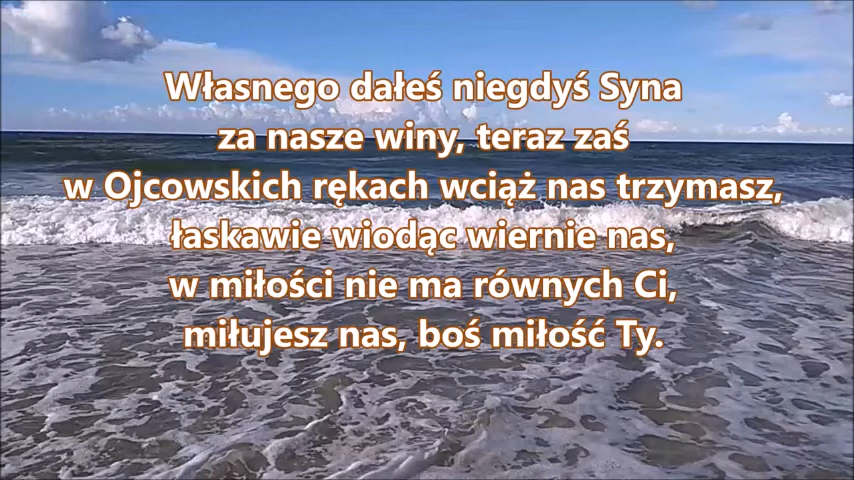 Własnego dałeś niegdyś Syna
za nasze winy, teraz zaś
w Ojcowskich rękach wciąż nas trzymasz,
łaskawie wiodąc wiernie nas,
w miłości nie ma równych Ci,
miłujesz nas, boś miłość Ty.